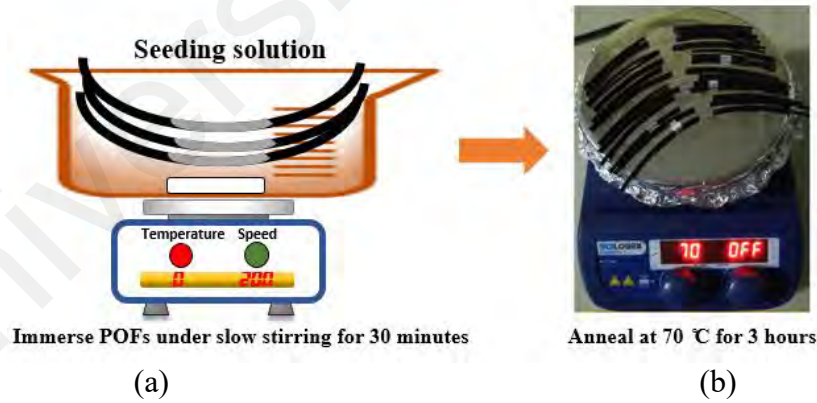 Seeding solution
Temperature Speed
0 200
SCILOGEX
70 OFF
Immerse POFs under slow stirring for 30 minutes
Anneal at 70 ℃ for 3 hours
(a)
(b)